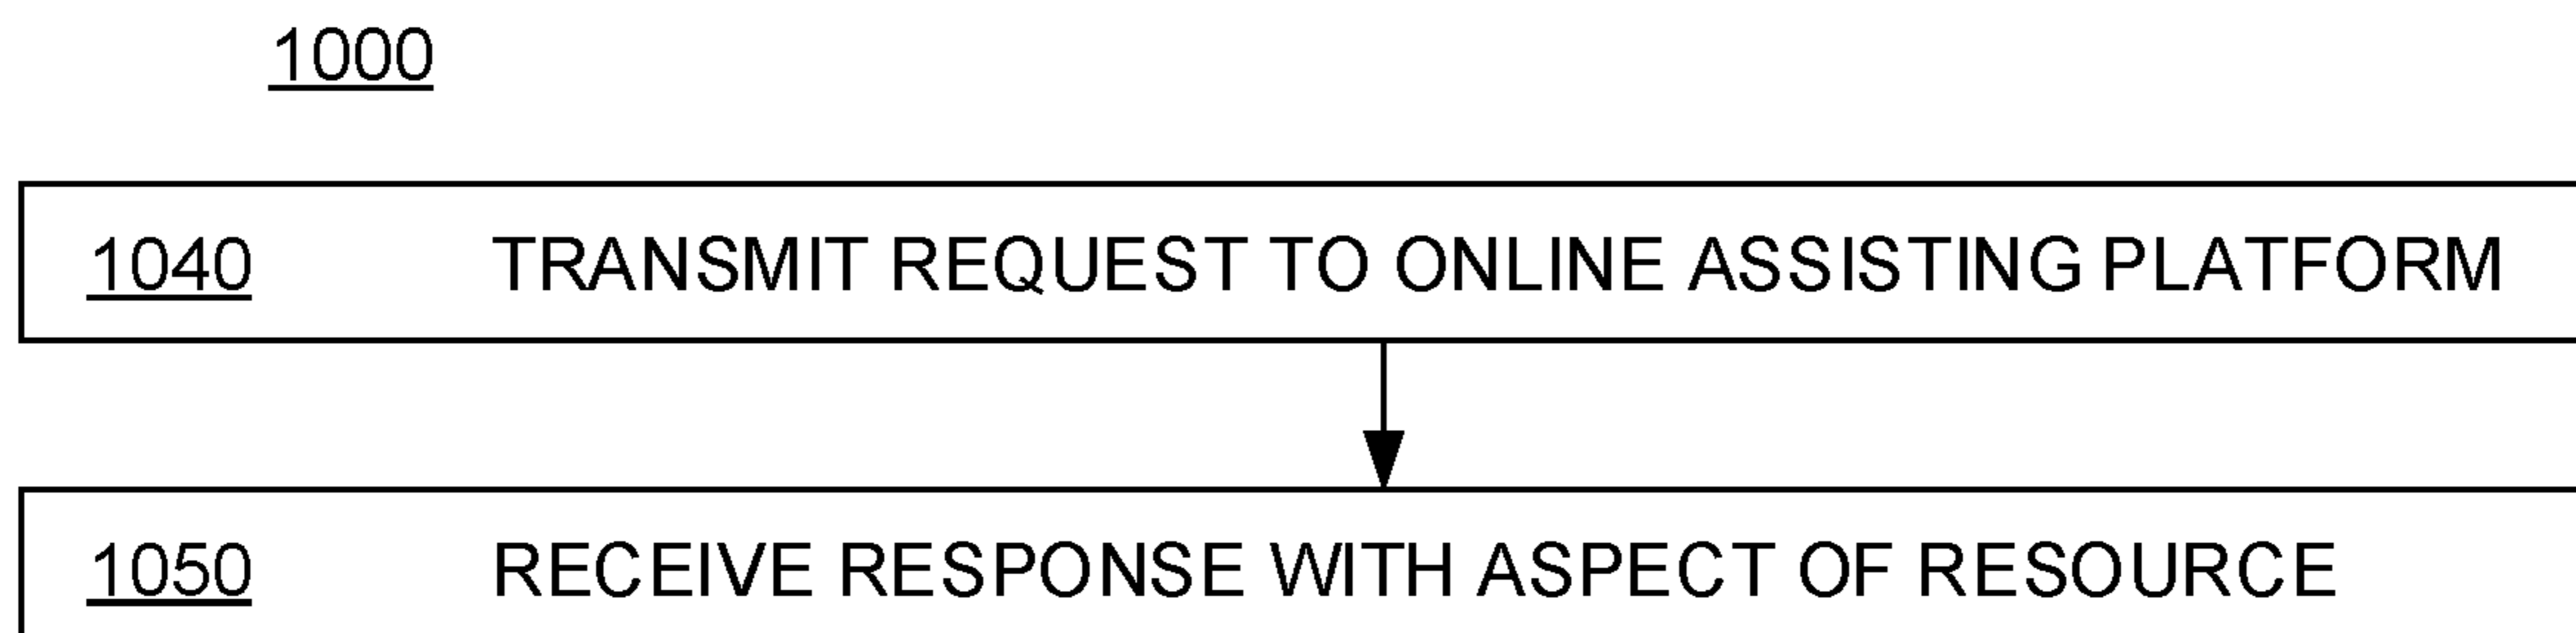 1000
1040 TRANSMIT REQUEST TO ONLINE ASSISTING PLATFORM
1050 RECEIVE RESPONSE WITH ASPECT OF RESOURCE